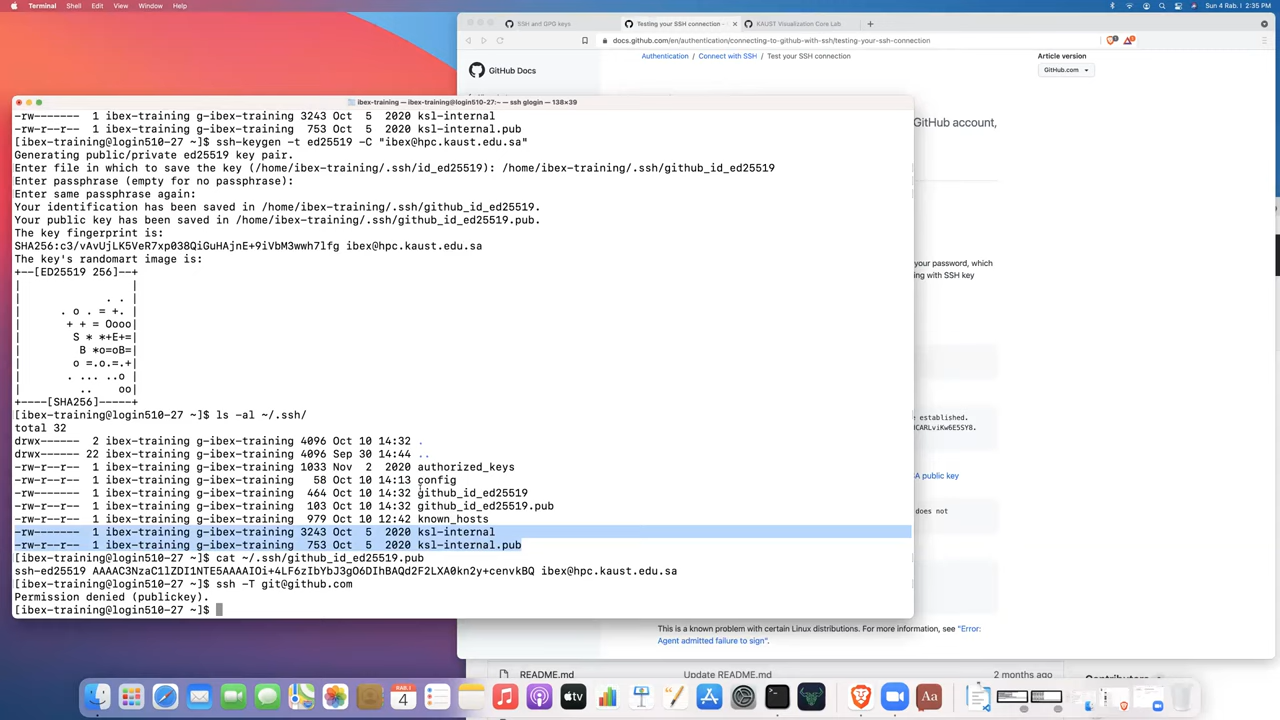 Terminal Shell Edit View Window Help Sun 4 Rab. I 2:35 PM
SSH and GPG keys Testing your SSH connection - KAUST Visualization Core Lab
docs.github.com/en/authentication/connecting-to-github-with-ssh/testing-your-ssh-connection
Authentication / Connect with SSH / Test your SSH connection
Article version
GitHub Docs
GitHub.com
ibex-training — ibex-training@login510-27:~ — ssh glogin — 138×39
-rw------- 1 ibex-training g-ibex-training 3243 Oct 5 2020 ksl-internal
-rw-r--r-- 1 ibex-training g-ibex-training 753 Oct 5 2020 ksl-internal.pub
[ibex-training@login510-27 ~]$ ssh-keygen -t ed25519 -C "ibex@hpc.kaust.edu.sa"
Generating public/private ed25519 key pair.
Enter file in which to save the key (/home/ibex-training/.ssh/id_ed25519): /home/ibex-training/.ssh/github_id_ed25519
Enter passphrase (empty for no passphrase):
Enter same passphrase again:
Your identification has been saved in /home/ibex-training/.ssh/github_id_ed25519.
Your public key has been saved in /home/ibex-training/.ssh/github_id_ed25519.pub.
The key fingerprint is:
SHA256:c3/vAvUjLK5VeR7xp038QiGuHAjnE+9iVbM3wwh7lfg ibex@hpc.kaust.edu.sa
The key's randomart image is:
+--[ED25519 256]--+
|                 |
|             . . |
|      . o . = +. |
|       + + = Oooo|
|        S * *+E+=|
|         B *o=oB=|
|        o =.o.=.+|
|       . ... ..o |
|         ..    oo|
+----[SHA256]-----+
[ibex-training@login510-27 ~]$ ls -al ~/.ssh/
total 32
drwx------ 2 ibex-training g-ibex-training 4096 Oct 10 14:32 .
drwx------ 22 ibex-training g-ibex-training 4096 Sep 30 14:44 ..
-rw-r--r-- 1 ibex-training g-ibex-training 1033 Nov 2 2020 authorized_keys
-rw-r--r-- 1 ibex-training g-ibex-training 58 Oct 10 14:13 config
-rw-r--r-- 1 ibex-training g-ibex-training 464 Oct 10 14:32 github_id_ed25519
-rw-r--r-- 1 ibex-training g-ibex-training 103 Oct 10 14:32 github_id_ed25519.pub
-rw-r--r-- 1 ibex-training g-ibex-training 979 Oct 10 12:42 known_hosts
-rw------- 1 ibex-training g-ibex-training 3243 Oct 5 2020 ksl-internal
-rw-r--r-- 1 ibex-training g-ibex-training 753 Oct 5 2020 ksl-internal.pub
[ibex-training@login510-27 ~]$ cat ~/.ssh/github_id_ed25519.pub
ssh-ed25519 AAAAC3NzaC1lZDI1NTE5AAAAIOi+4LF6zIbYbJ3gO6DIhBAQd2F2LXA0kn2y+cenvkBQ ibex@hpc.kaust.edu.sa
[ibex-training@login510-27 ~]$ ssh -T git@github.com
Permission denied (publickey).
[ibex-training@login510-27 ~]$
GitHub account,
your password, which
ing with SSH key
e established.
3CARLviKw6E5SY8.
SA public key
oes not
This is a known problem with certain Linux distributions. For more information, see "Error:
Agent admitted failure to sign".
README.md Update README.md 2 months ago
RAB. I
4
tv
Aa